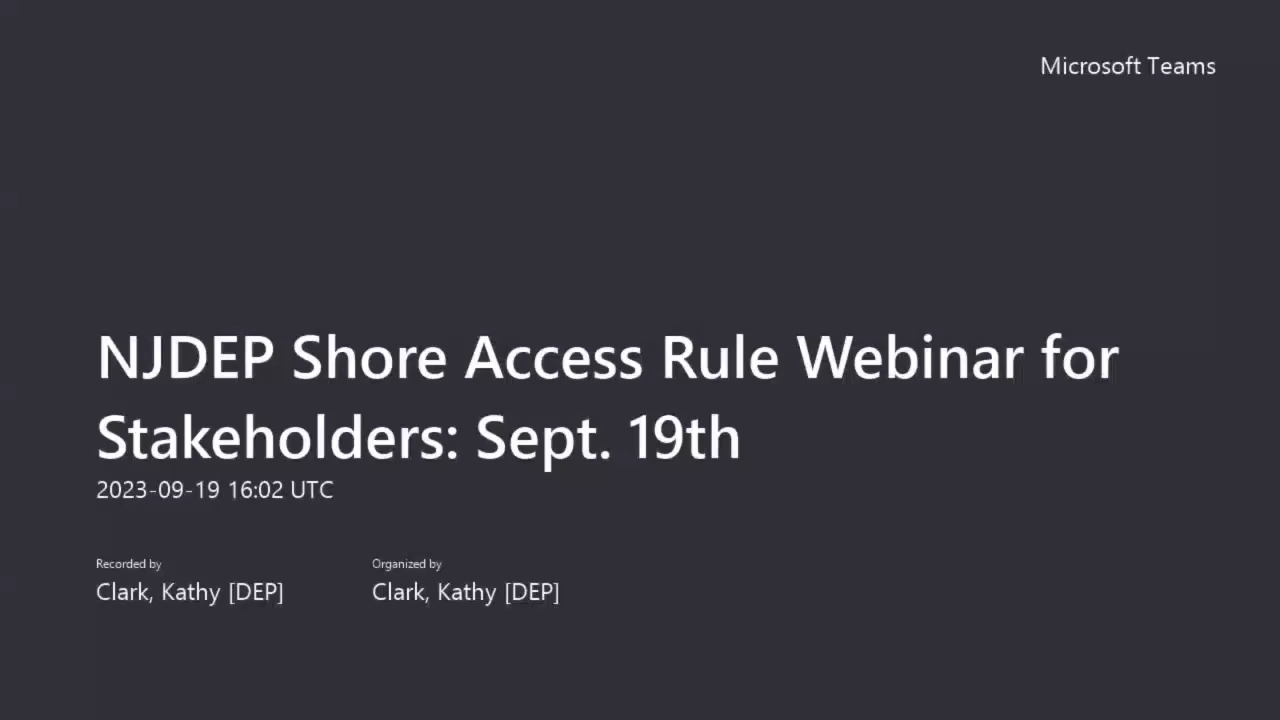 Microsoft Teams
NJDEP Shore Access Rule Webinar for
Stakeholders: Sept. 19th
2023-09-19 16:02 UTC
Recorded by
Clark, Kathy [DEP]
Organized by
Clark, Kathy [DEP]